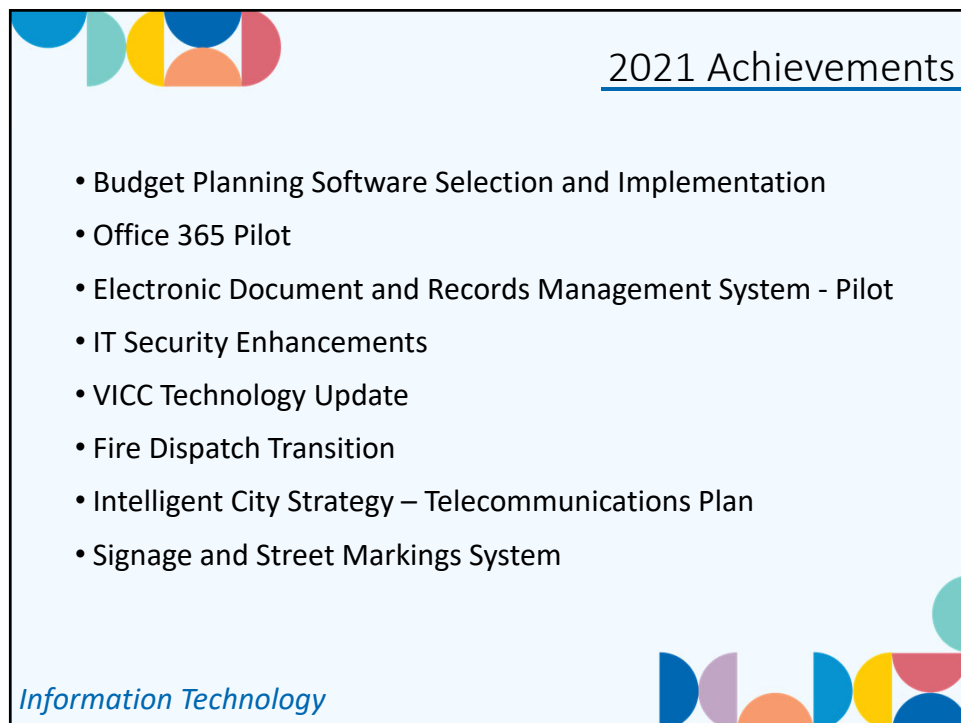 2021 Achievements
• Budget Planning Software Selection and Implementation
• Office 365 Pilot
• Electronic Document and Records Management System - Pilot
• IT Security Enhancements
• VICC Technology Update
• Fire Dispatch Transition
• Intelligent City Strategy – Telecommunications Plan
• Signage and Street Markings System
Information Technology